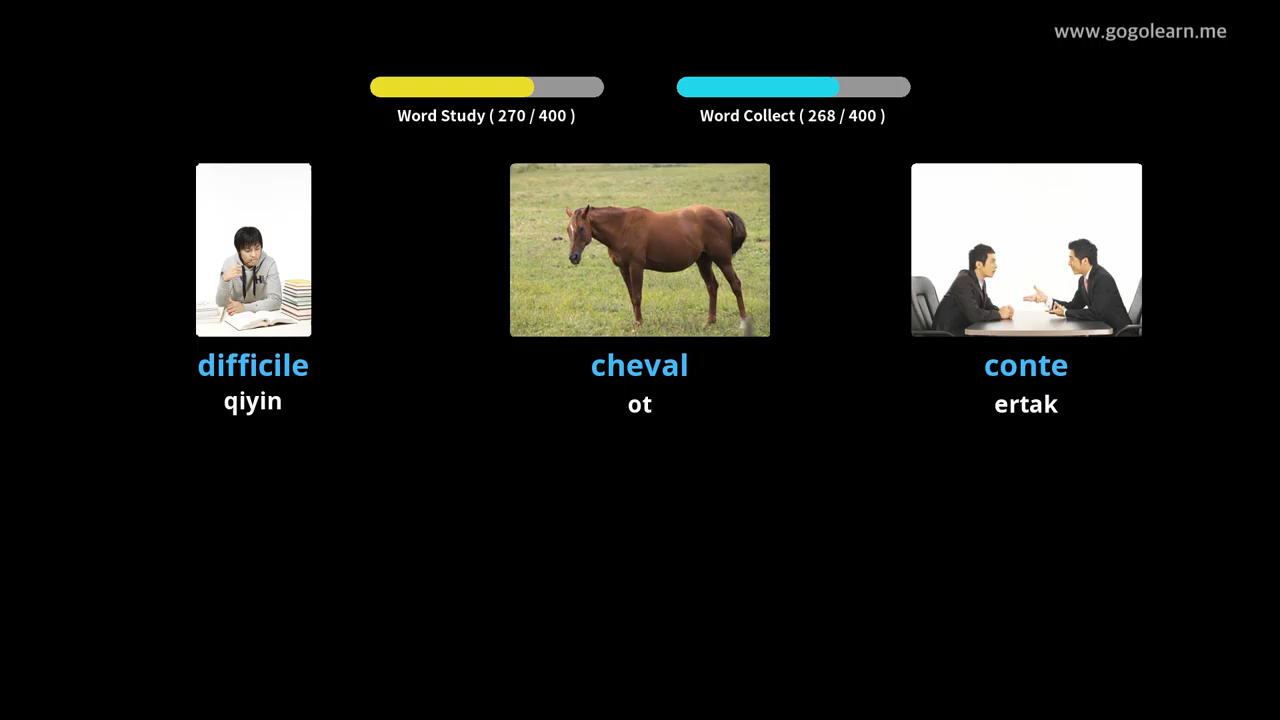 www.gogolearn.me
Word Study ( 270 / 400 )
Word Collect ( 268 / 400 )
difficile
cheval
conte
qiyin
ot
ertak